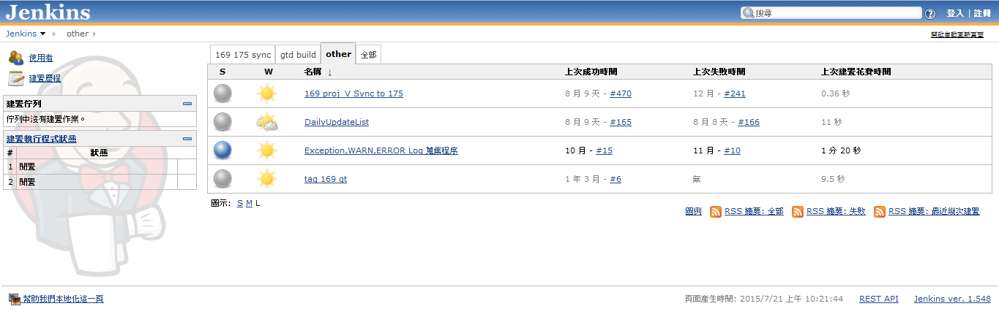 Jenkins
搜尋
登入 | 註冊
Jenkins other
開啟自動更新頁面
使用者
建置歷程
建置佇列
佇列中沒有建置作業。
建置執行程式狀態
# 狀態
1 閒置
2 閒置
169 175 sync gtd build other 全部
S W 名稱 ↓ 上次成功時間 上次失敗時間 上次建置花費時間
169 proj_V Sync to 175 8 月 9 天 - #470 12 月 - #241 0.36 秒
DailyUpdateList 8 月 9 天 - #165 8 月 8 天 - #166 11 秒
Exception,WARN,ERROR Log 蒐集程序 10 月 - #15 11 月 - #10 1 分 20 秒
tag 169 gt 1 年 3 月 - #6 無 9.5 秒
圖示: S M L
圖例 RSS 摘要: 全部 RSS 摘要: 失敗 RSS 摘要: 最近幾次建置
幫助我們本地化這一頁
頁面產生時間: 2015/7/21 上午 10:21:44 REST API Jenkins ver. 1.548